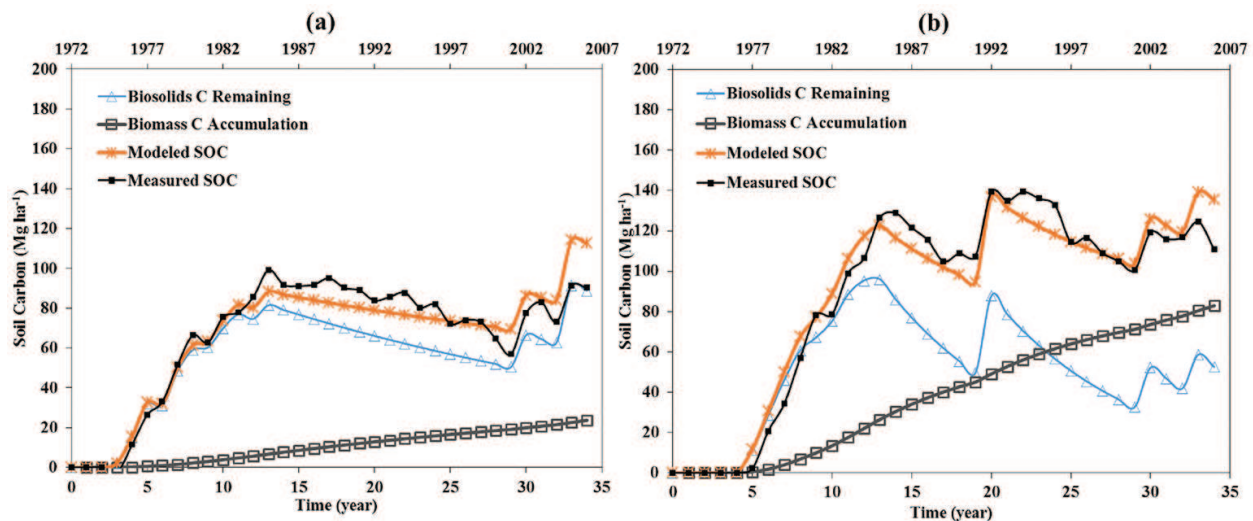 (a)
1972 1977 1982 1987 1992 1997 2002 2007
200
180
160
140
120
100
80
60
40
20
0
Soil Carbon (Mg ha⁻¹)
Biosolids C Remaining
Biomass C Accumulation
Modeled SOC
Measured SOC
0 5 10 15 20 25 30 35
Time (year)
(b)
1972 1977 1982 1987 1992 1997 2002 2007
200
180
160
140
120
100
80
60
40
20
0
Soil Carbon (Mg ha⁻¹)
Biosolids C Remaining
Biomass C Accumulation
Modeled SOC
Measured SOC
0 5 10 15 20 25 30 35
Time (year)